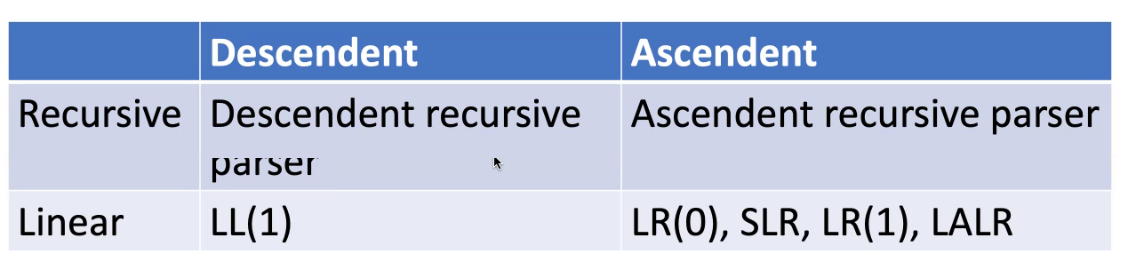 Descendent Ascendent
Recursive Descendent recursive Ascendent recursive parser
parser
Linear LL(1) LR(0), SLR, LR(1), LALR